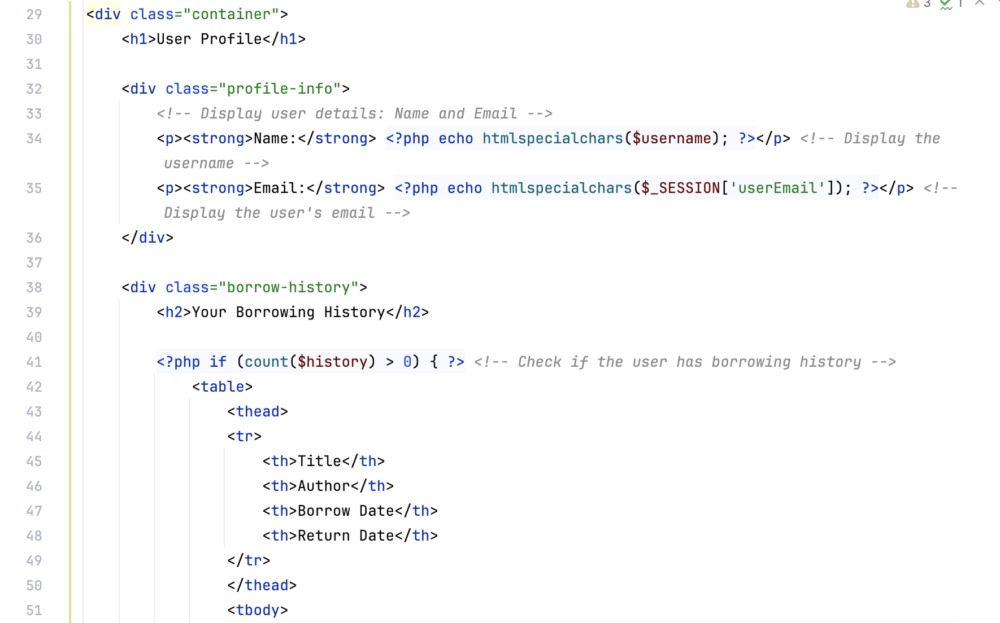 3 1
29 <div class="container">
30 <h1>User Profile</h1>
31
32 <div class="profile-info">
33 <!-- Display user details: Name and Email -->
34 <p><strong>Name:</strong> <?php echo htmlspecialchars($username); ?></p> <!-- Display the
username -->
35 <p><strong>Email:</strong> <?php echo htmlspecialchars($_SESSION['userEmail']); ?></p> <!--
Display the user's email -->
36 </div>
37
38 <div class="borrow-history">
39 <h2>Your Borrowing History</h2>
40
41 <?php if (count($history) > 0) { ?> <!-- Check if the user has borrowing history -->
42 <table>
43 <thead>
44 <tr>
45 <th>Title</th>
46 <th>Author</th>
47 <th>Borrow Date</th>
48 <th>Return Date</th>
49 </tr>
50 </thead>
51 <tbody>